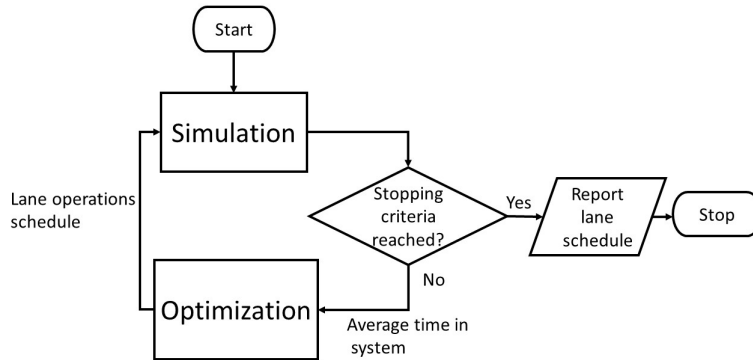 Start
Simulation
Lane operations
schedule
Stopping
criteria
reached?
Yes
Report
lane
schedule
Stop
No
Optimization
Average time in
system